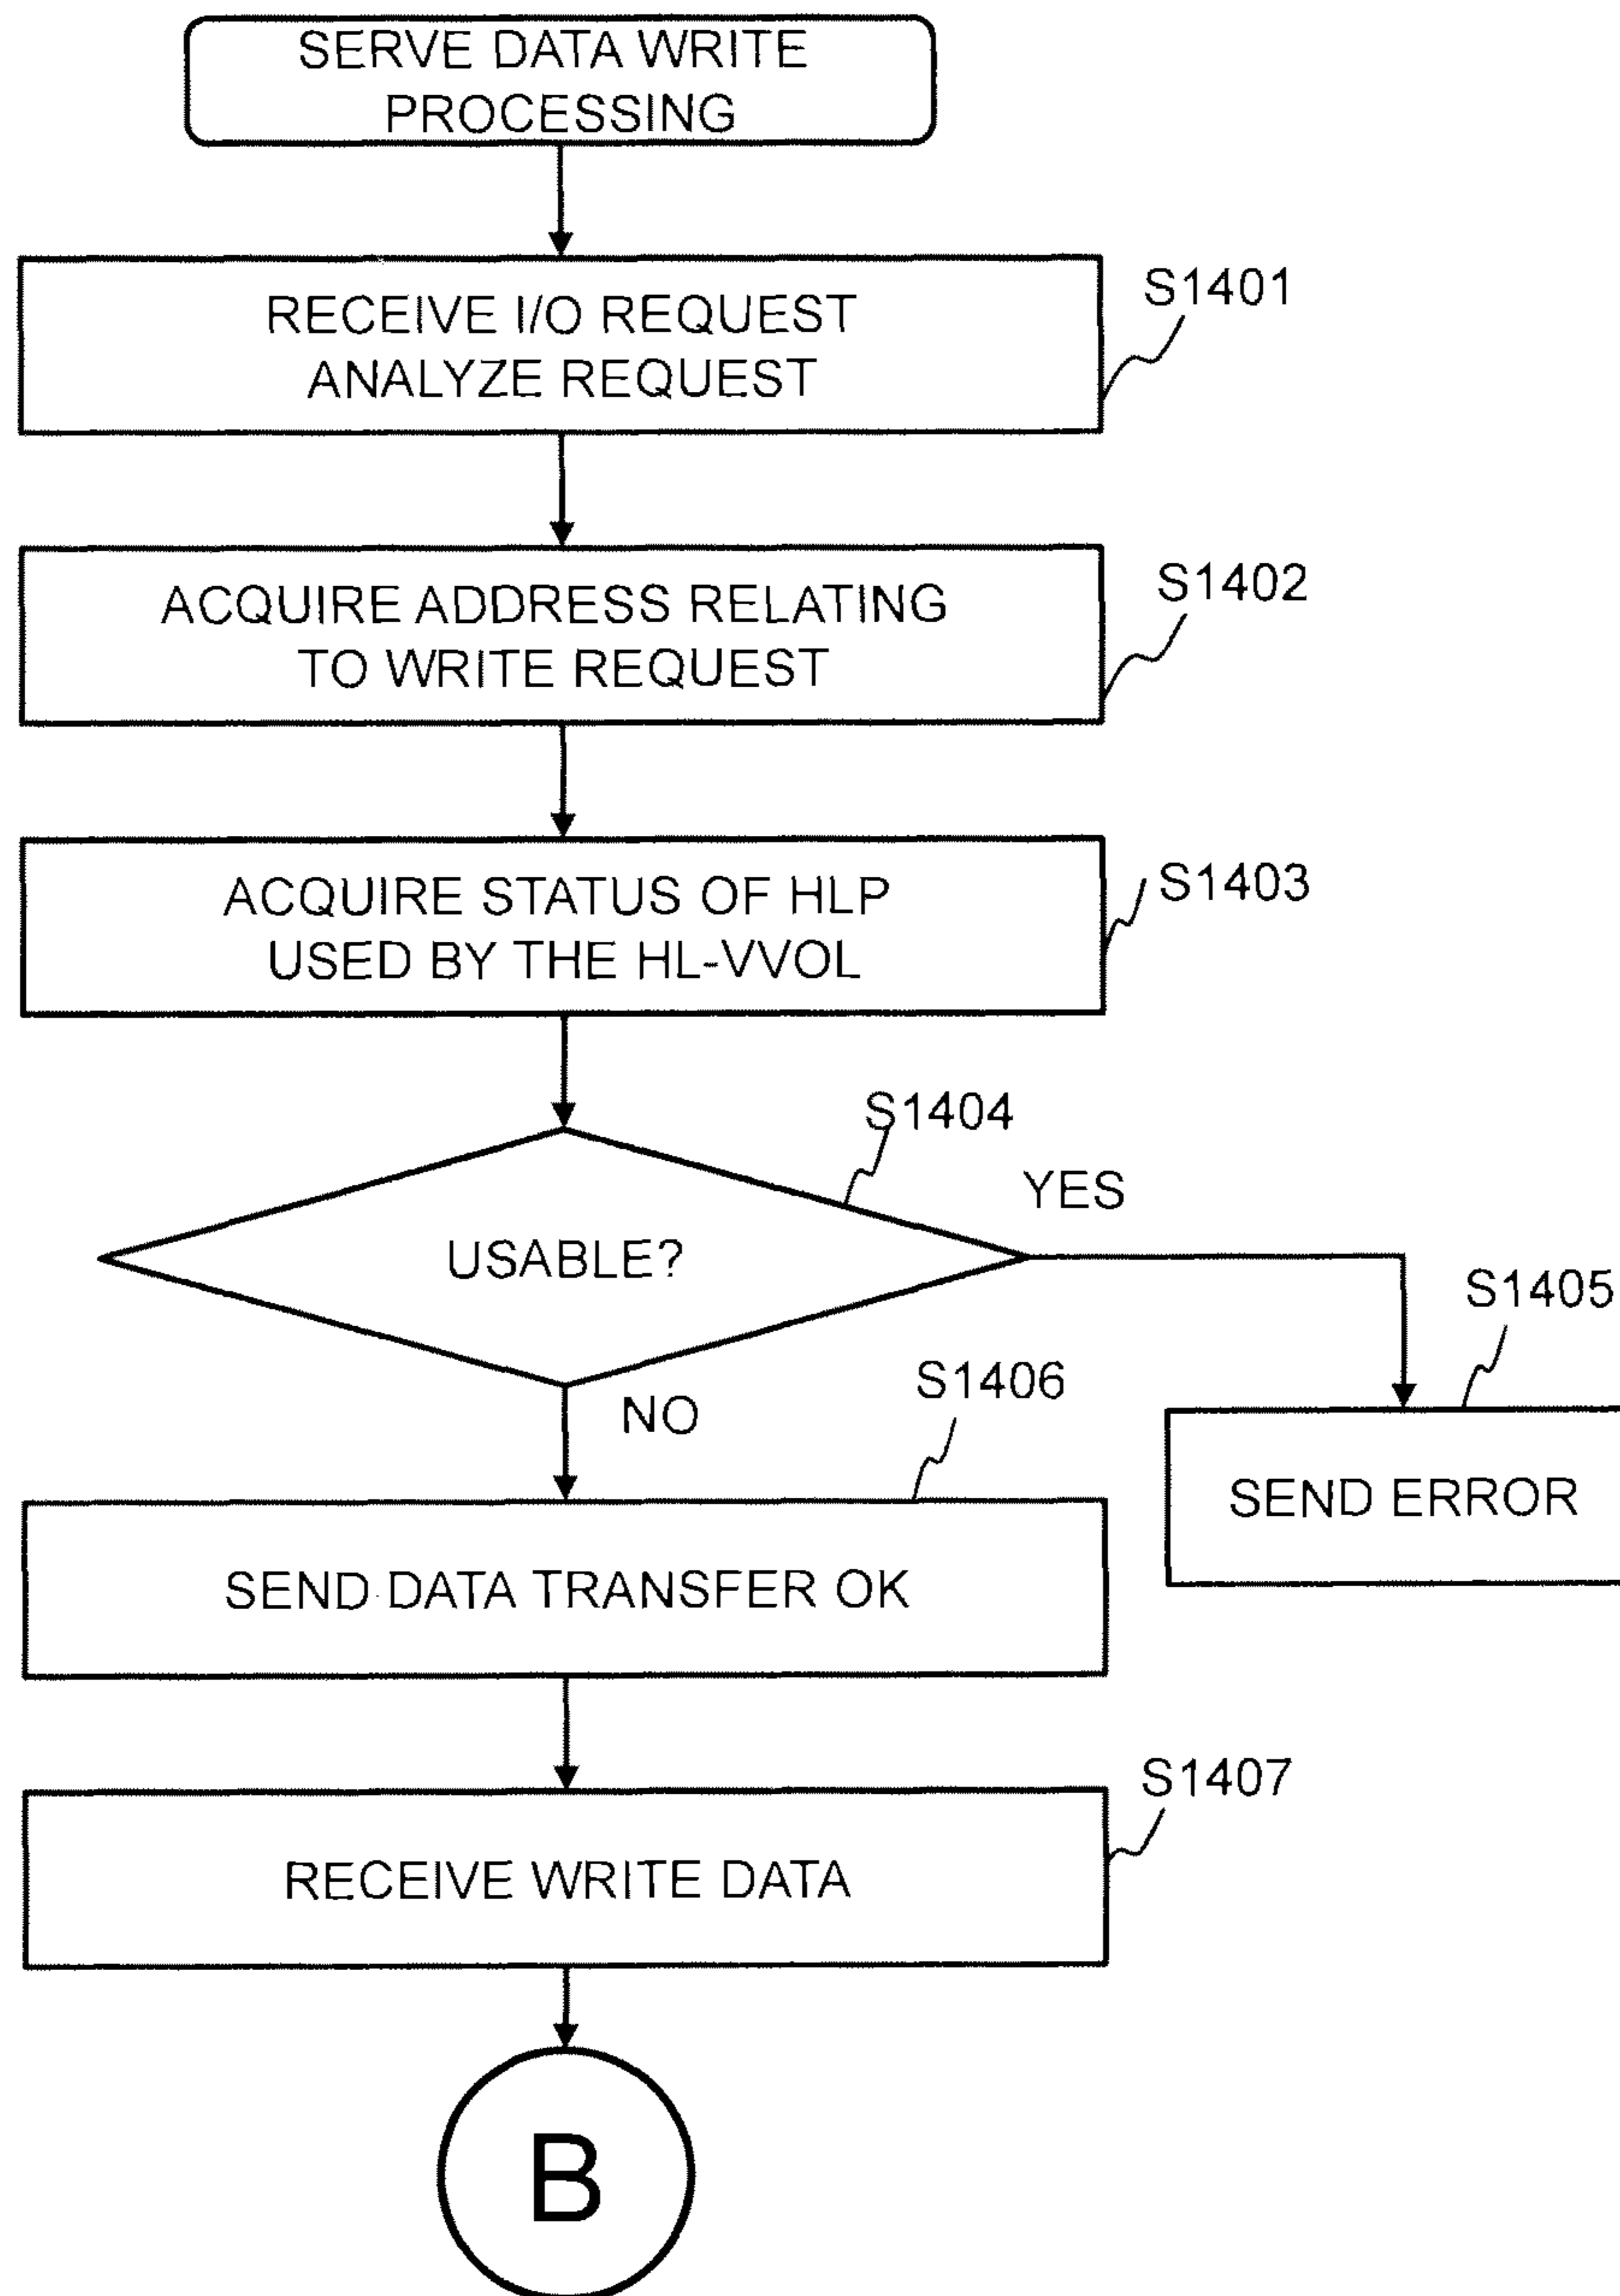 SERVE DATA WRITE
PROCESSING
RECEIVE I/O REQUEST
ANALYZE REQUEST
S1401
ACQUIRE ADDRESS RELATING
TO WRITE REQUEST
S1402
ACQUIRE STATUS OF HLP
USED BY THE HL-VVOL
S1403
S1404
USABLE?
YES
NO
S1405
SEND ERROR
S1406
SEND DATA TRANSFER OK
S1407
RECEIVE WRITE DATA
B